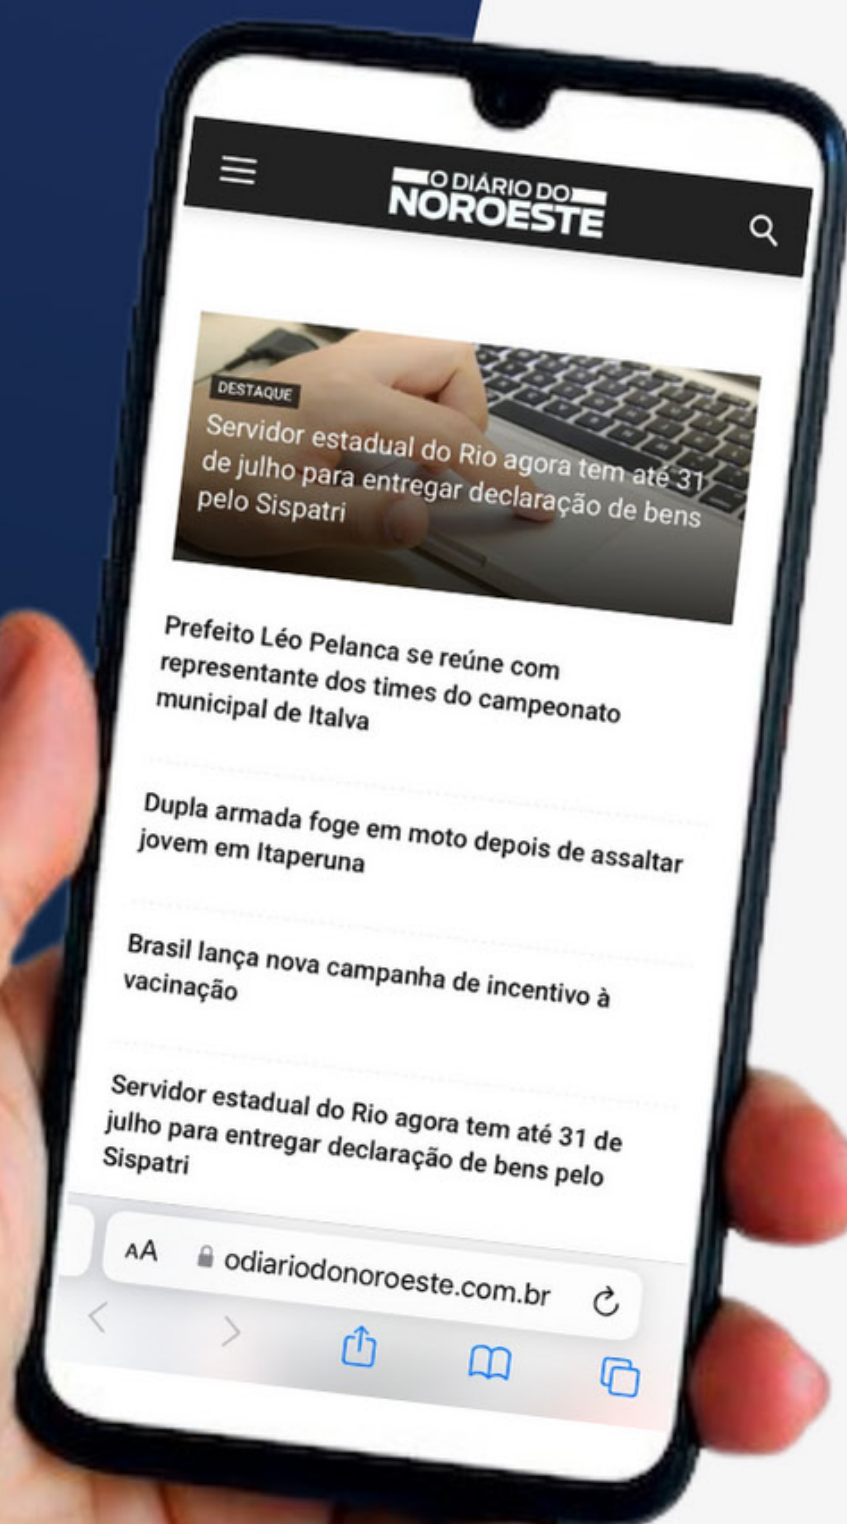 O DIÁRIO DO
NOROESTE
DESTAQUE
Servidor estadual do Rio agora tem até 31
de julho para entregar declaração de bens
pelo Sispatri
Prefeito Léo Pelanca se reúne com
representante dos times do campeonato
municipal de Italva
Dupla armada foge em moto depois de assaltar
jovem em Itaperuna
Brasil lança nova campanha de incentivo à
vacinação
Servidor estadual do Rio agora tem até 31 de
julho para entregar declaração de bens pelo
Sispatri
AA odiariodonoroeste.com.br